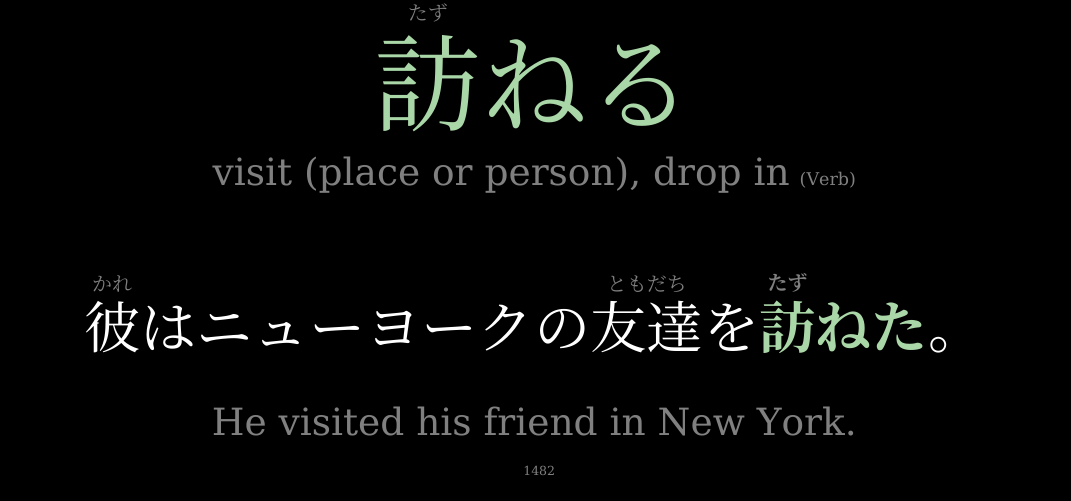 たず
訪ねる
visit (place or person), drop in (Verb)
かれ ともだち たず
彼はニューヨークの友達を訪ねた。
He visited his friend in New York.
1482